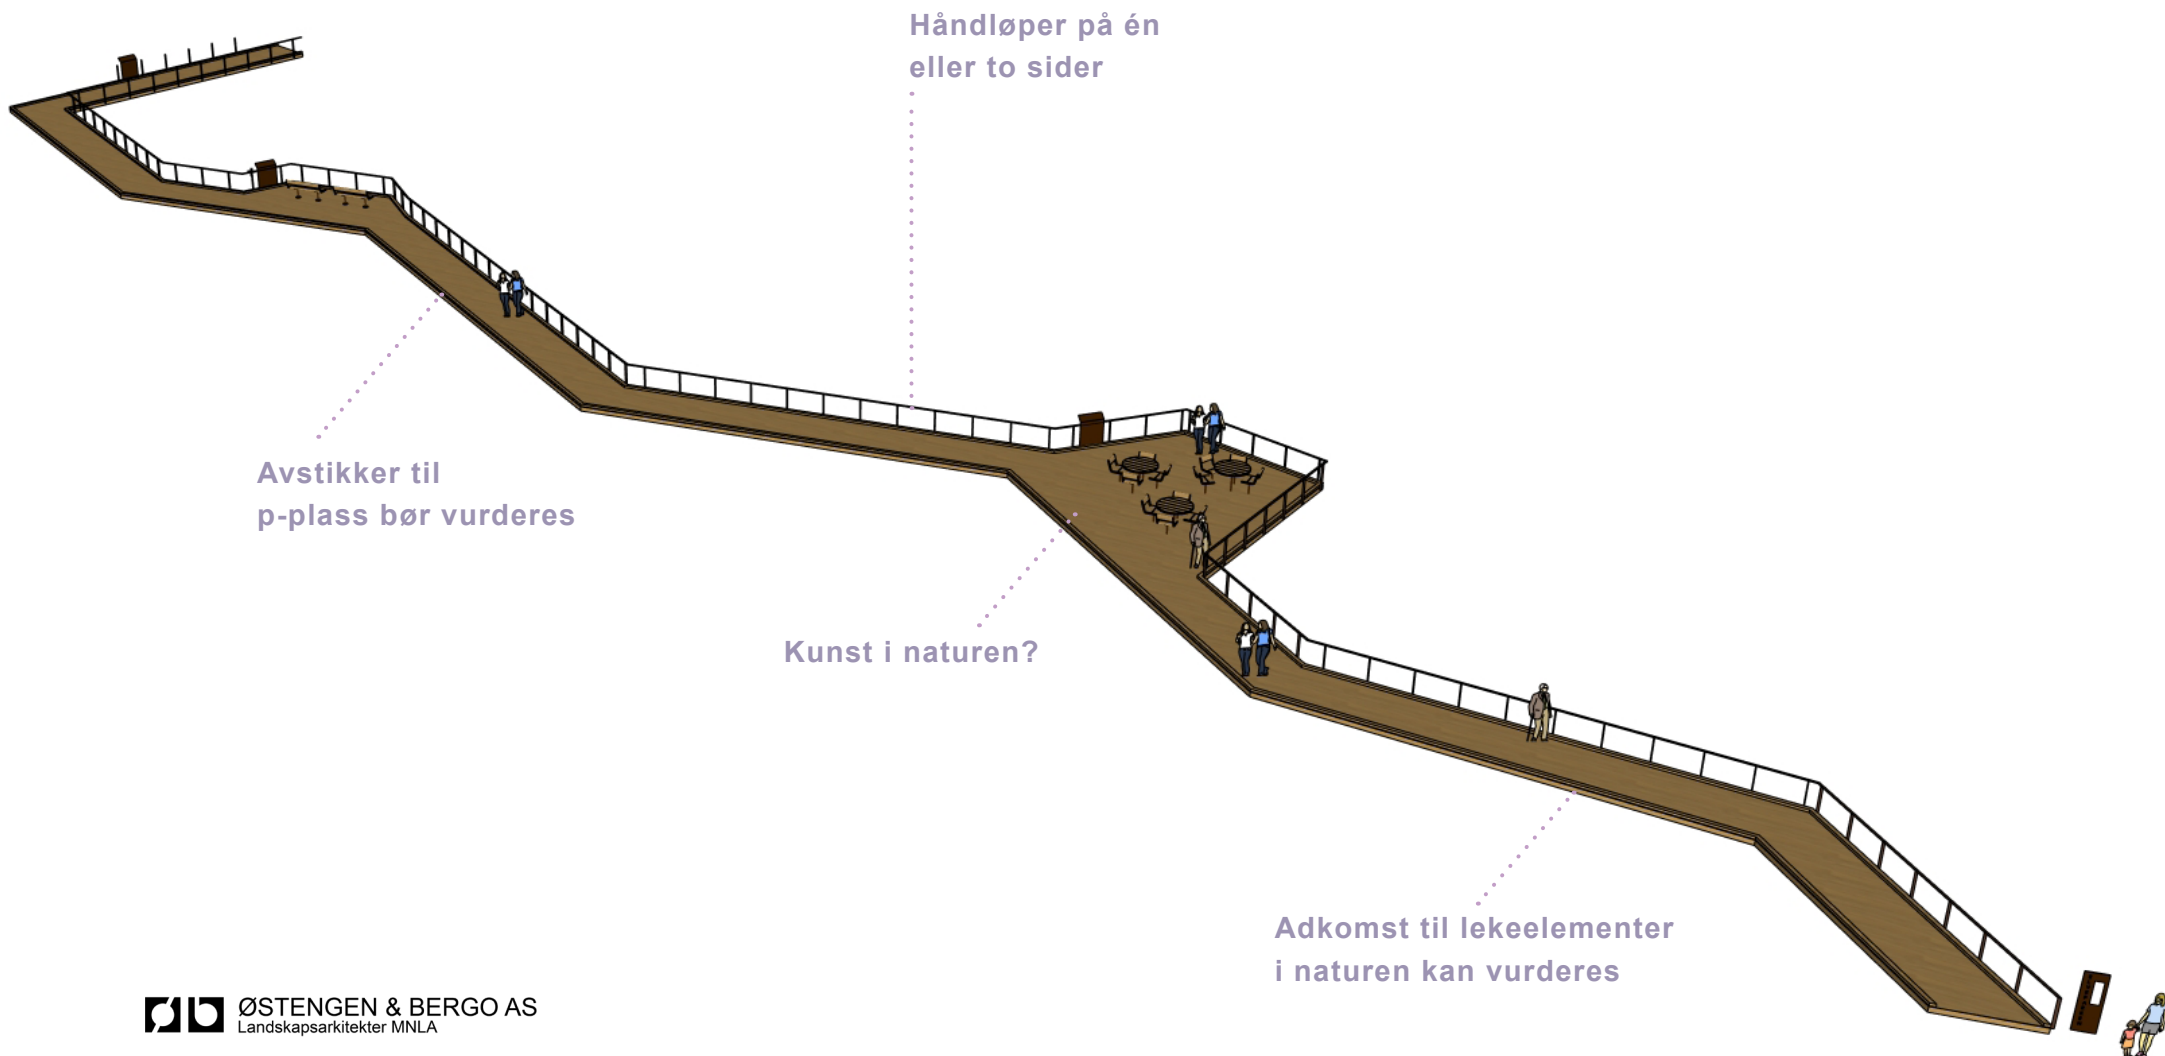 Håndløper på én
eller to sider
Avstikker til
p-plass bør vurderes
Kunst i naturen?
Adkomst til lekeelementer
i naturen kan vurderes
ØSTENGEN & BERGO AS
Landskapsarkitekter MNLA